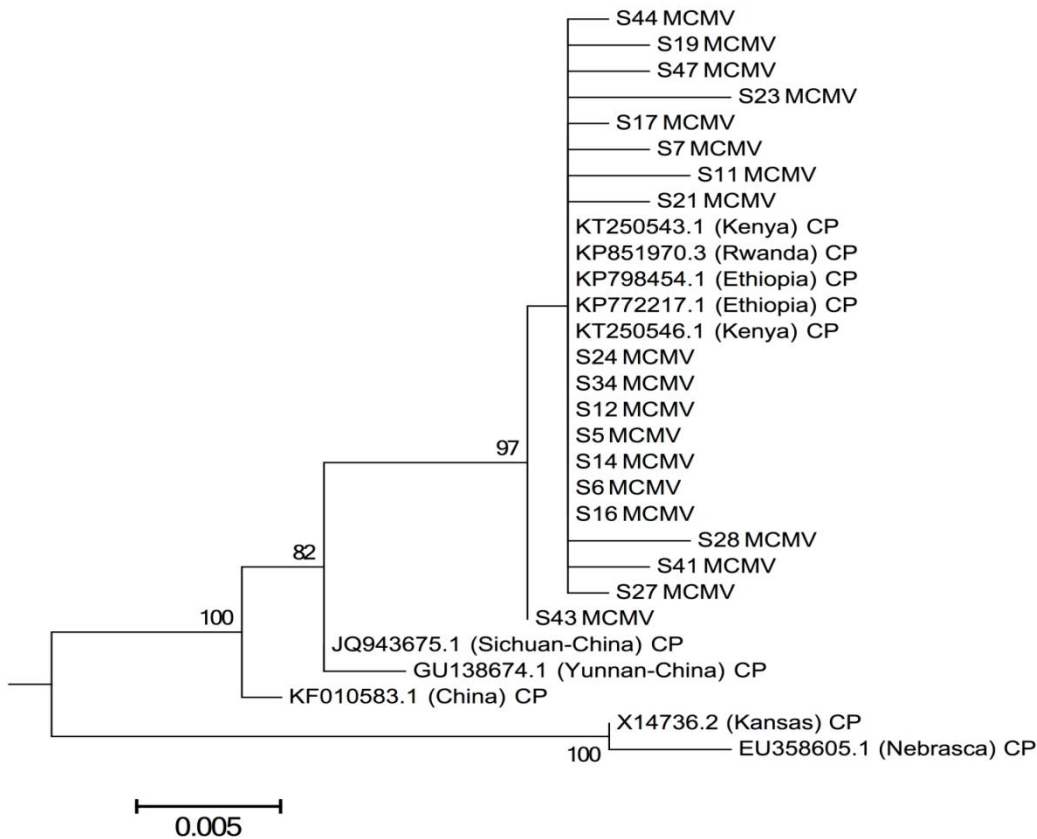 S44 MCMV
S19 MCMV
S47 MCMV
S23 MCMV
S17 MCMV
S7 MCMV
S11 MCMV
S21 MCMV
KT250543.1 (Kenya) CP
KP851970.3 (Rwanda) CP
KP798454.1 (Ethiopia) CP
KP772217.1 (Ethiopia) CP
KT250546.1 (Kenya) CP
S24 MCMV
S34 MCMV
S12 MCMV
S5 MCMV
97
S14 MCMV
S6 MCMV
S16 MCMV
S28 MCMV
82
S41 MCMV
S27 MCMV
100
S43 MCMV
JQ943675.1 (Sichuan-China) CP
GU138674.1 (Yunnan-China) CP
KF010583.1 (China) CP
X14736.2 (Kansas) CP
100
EU358605.1 (Nebrasca) CP
0.005